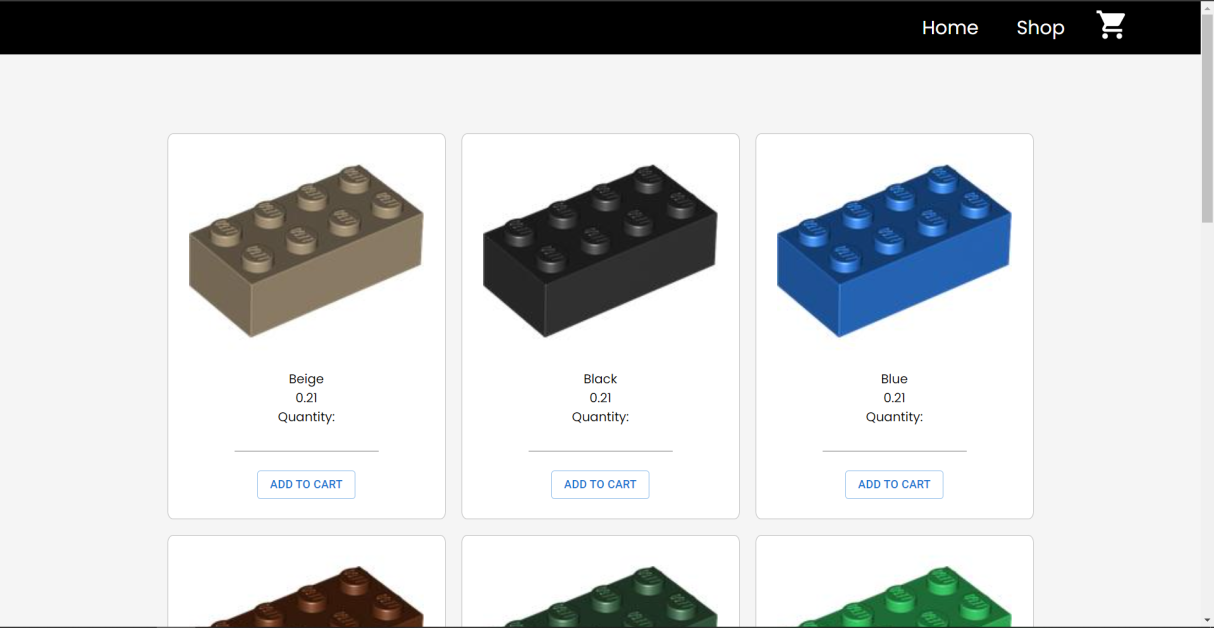 Home Shop
Beige
0.21
Quantity:
ADD TO CART
Black
0.21
Quantity:
ADD TO CART
Blue
0.21
Quantity:
ADD TO CART